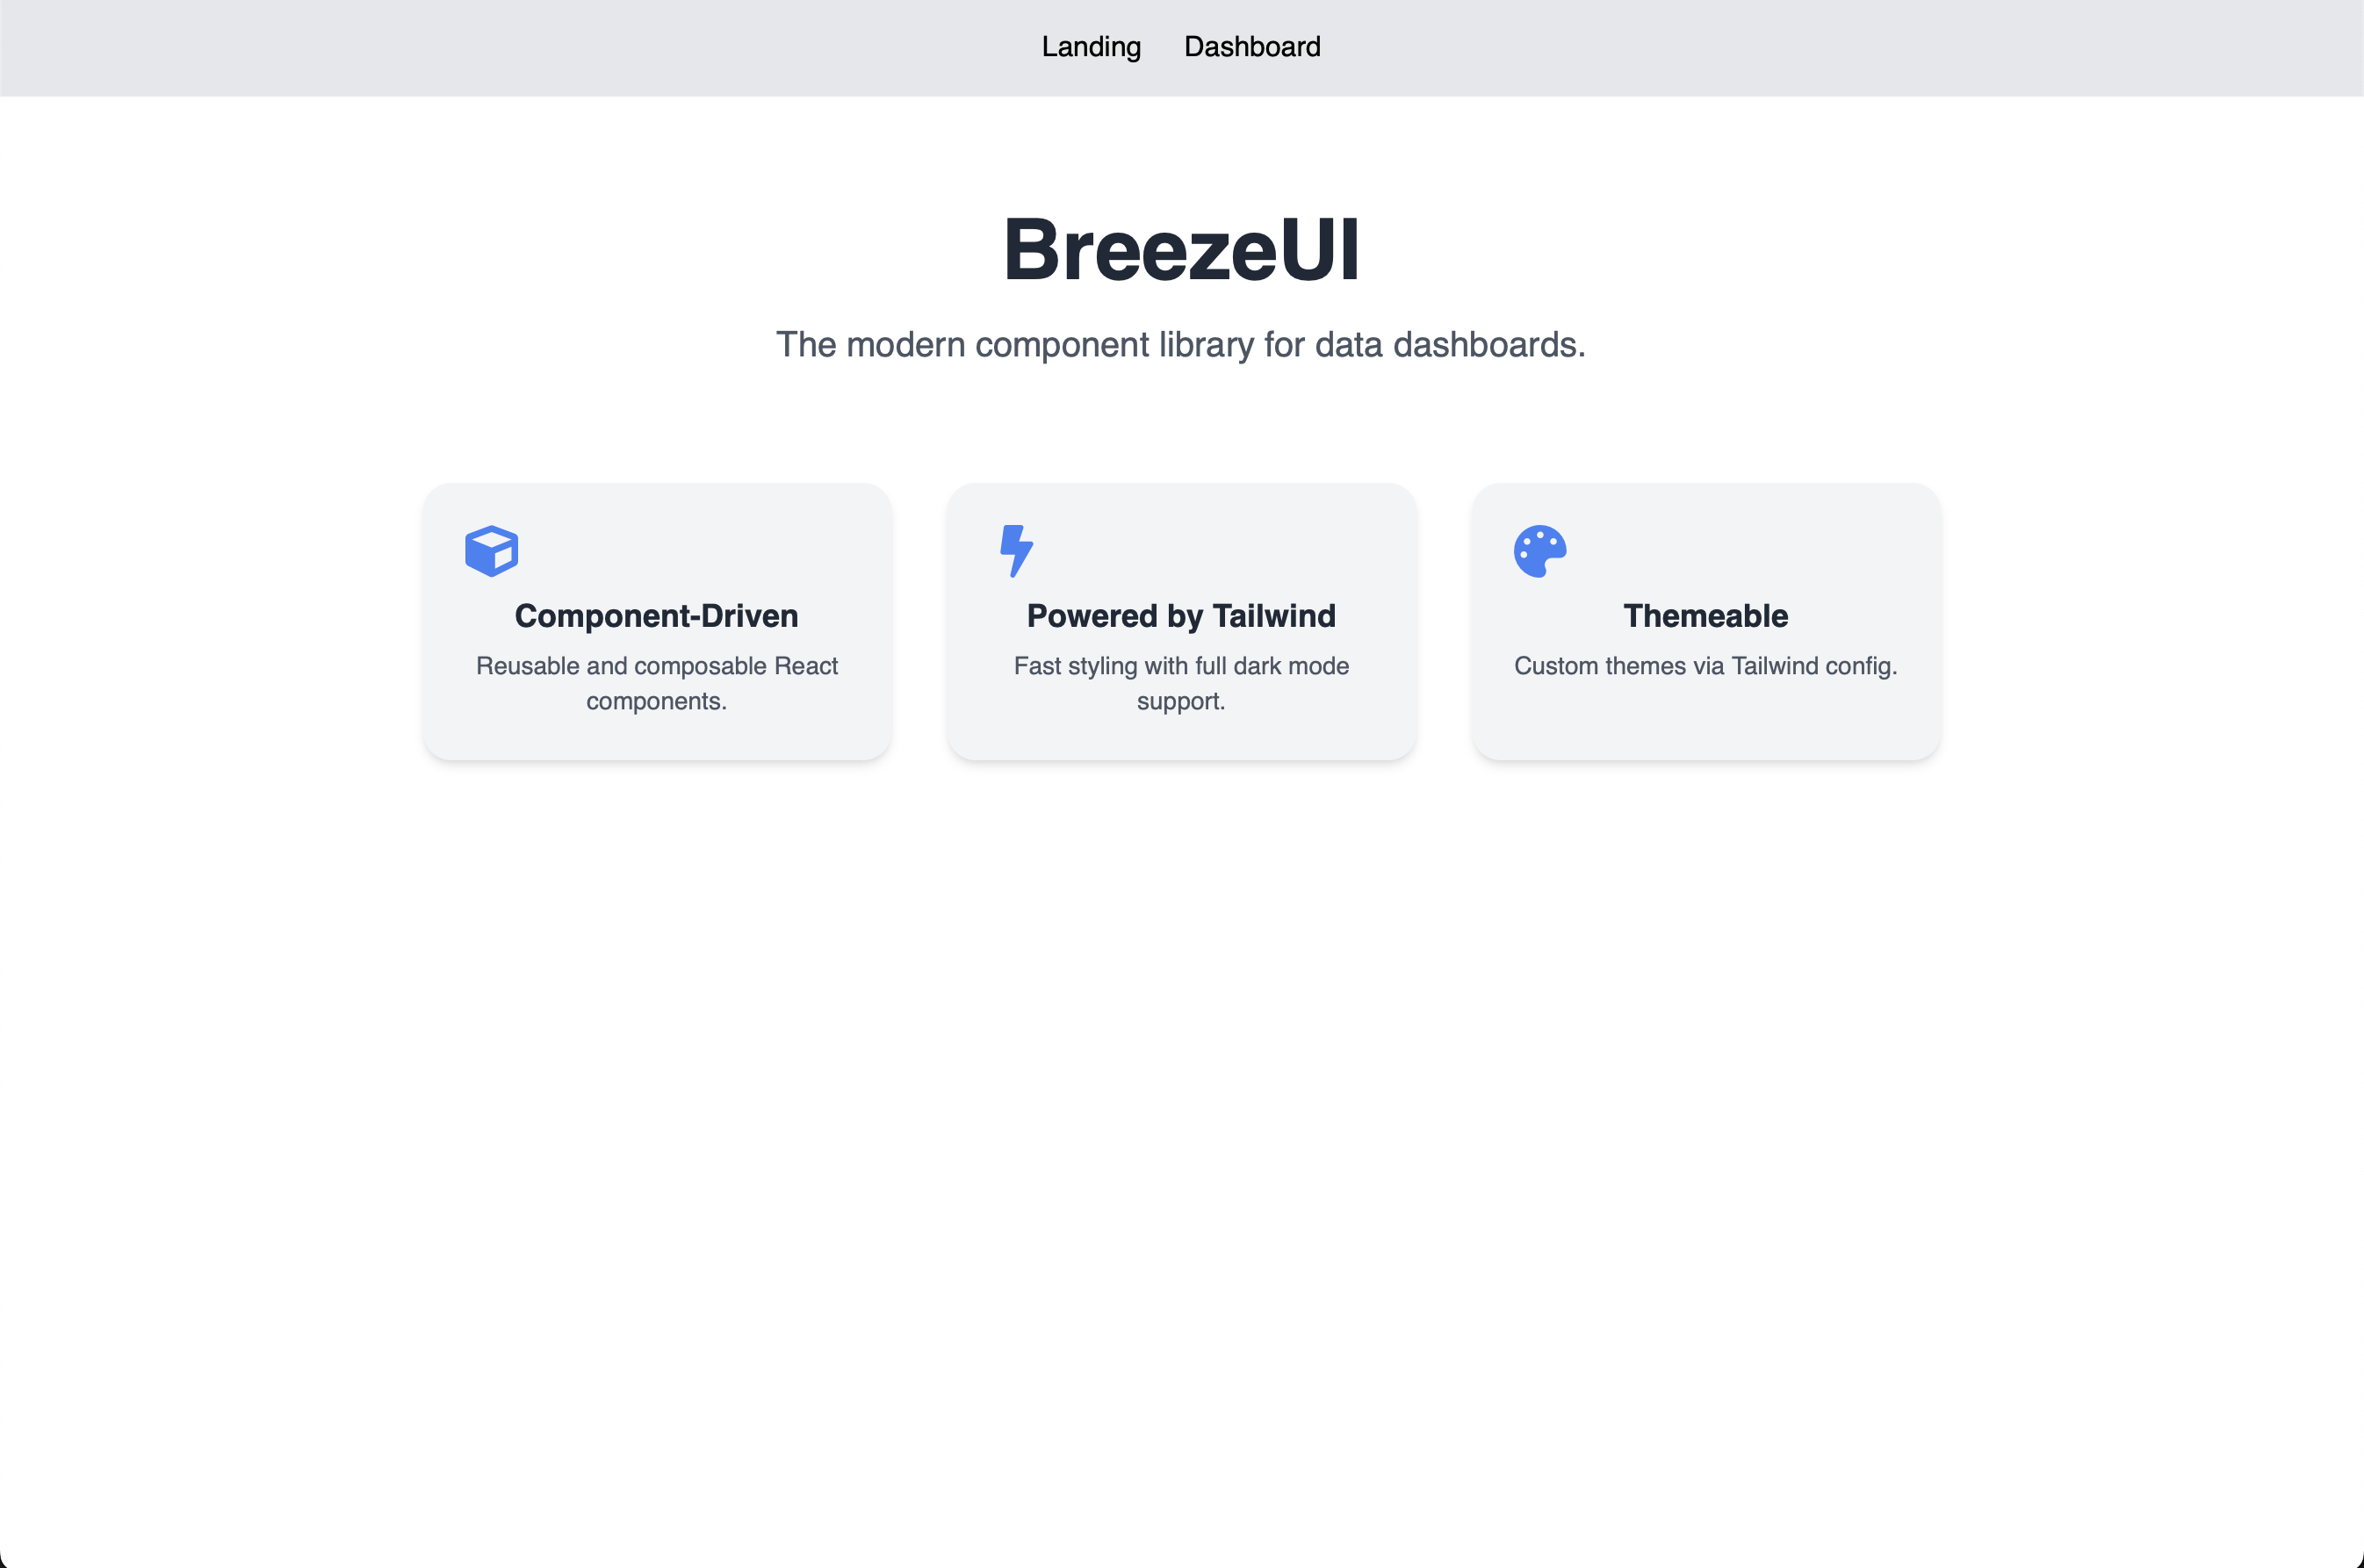 Landing Dashboard
BreezeUI
The modern component library for data dashboards.
Component-Driven
Reusable and composable React
components.
Powered by Tailwind
Fast styling with full dark mode
support.
Themeable
Custom themes via Tailwind config.